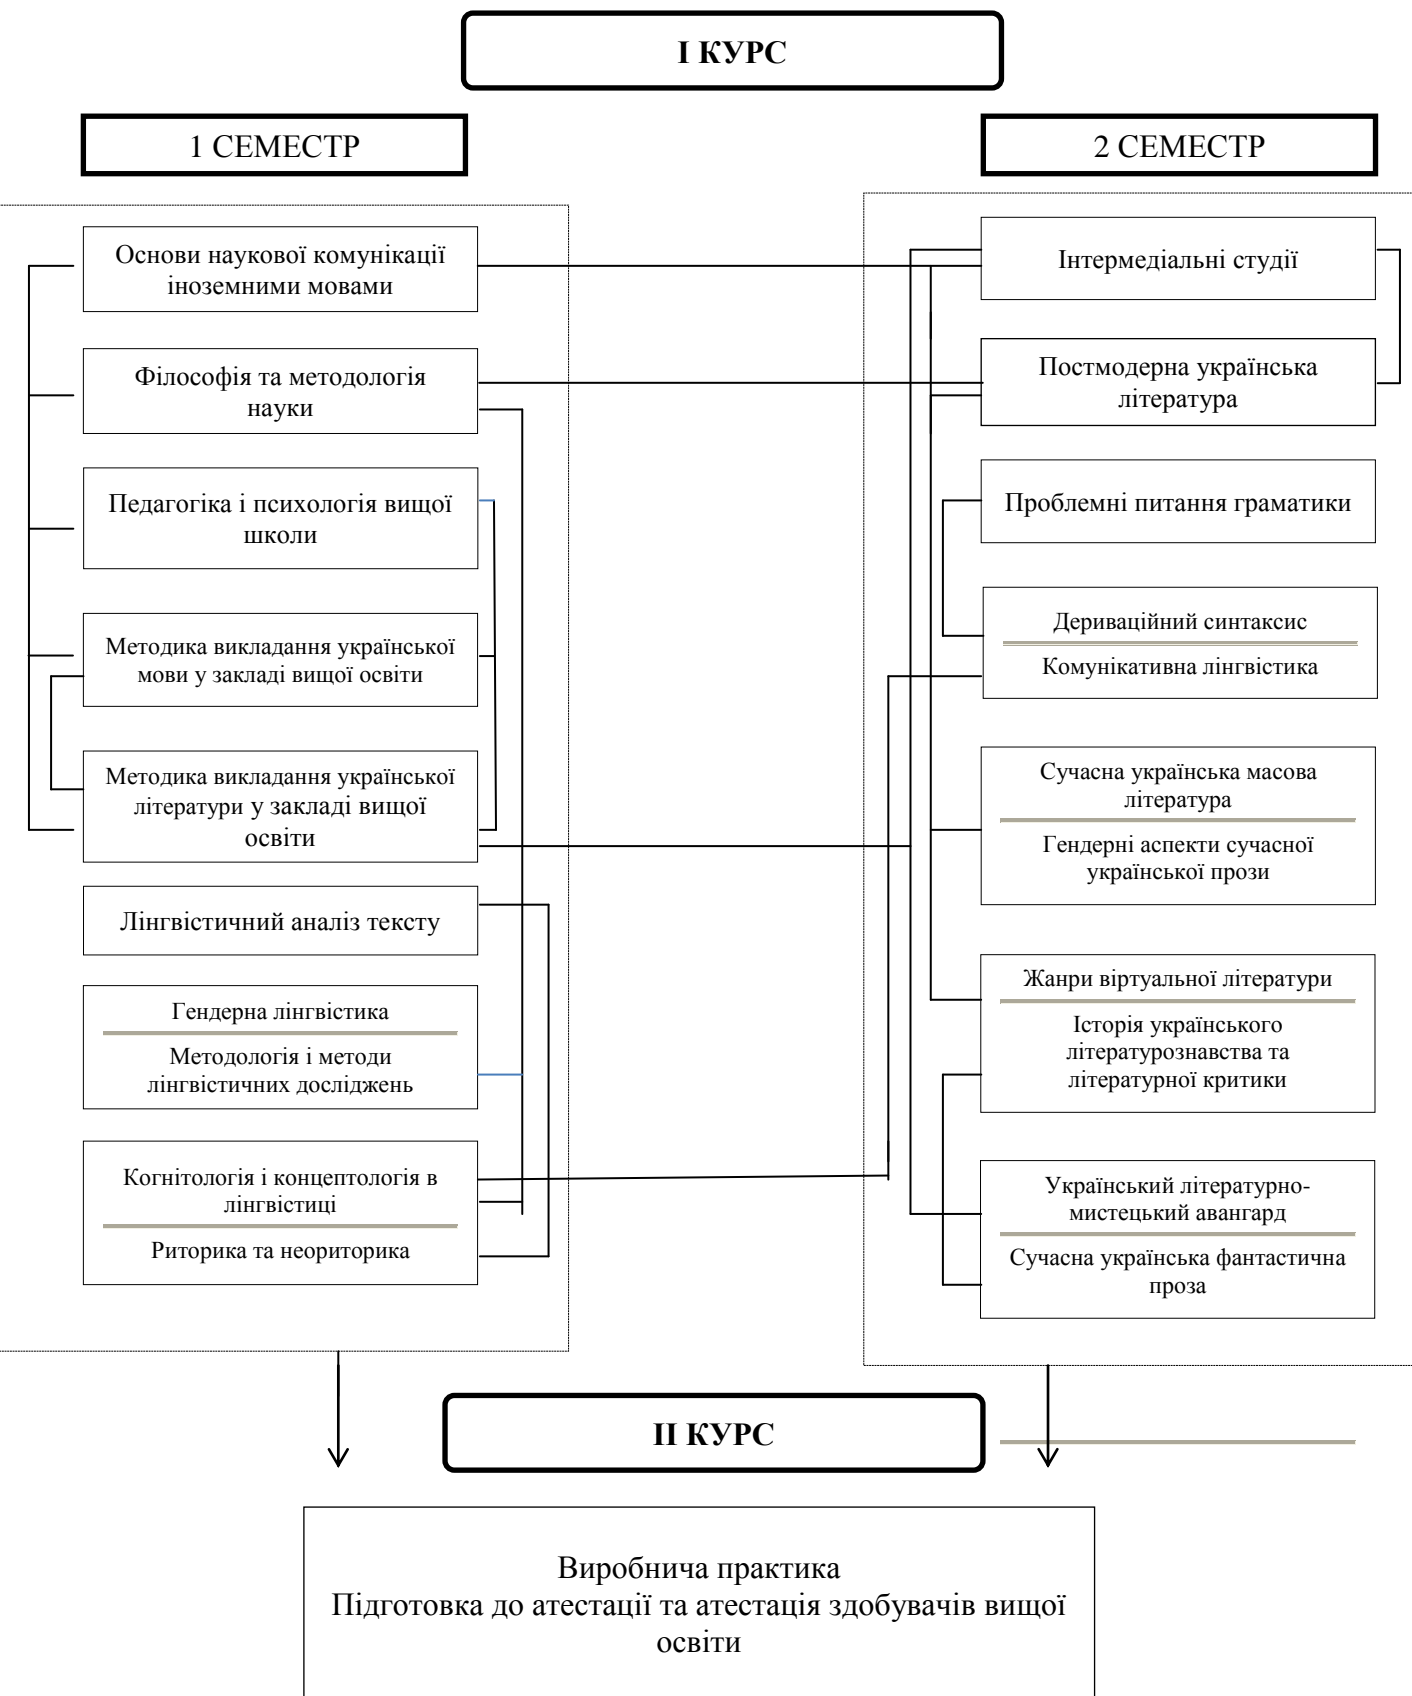 І КУРС
1 СЕМЕСТР
Основи наукової комунікації
іноземними мовами
Філософія та методологія
науки
Педагогіка і психологія вищої
школи
Методика викладання української
мови у закладі вищої освіти
Методика викладання української
літератури у закладі вищої
освіти
Лінгвістичний аналіз тексту
Гендерна лінгвістика
Методологія і методи
лінгвістичних досліджень
Когнітологія і концептологія в
лінгвістиці
Риторика та неориторика
2 СЕМЕСТР
Інтермедіальні студії
Постмодерна українська
література
Проблемні питання граматики
Дериваційний синтаксис
Комунікативна лінгвістика
Сучасна українська масова
література
Гендерні аспекти сучасної
української прози
Жанри віртуальної літератури
Історія українського
літературознавства та
літературної критики
Український літературно-
мистецький авангард
Сучасна українська фантастична
проза
ІІ КУРС
Виробнича практика
Підготовка до атестації та атестація здобувачів вищої
освіти